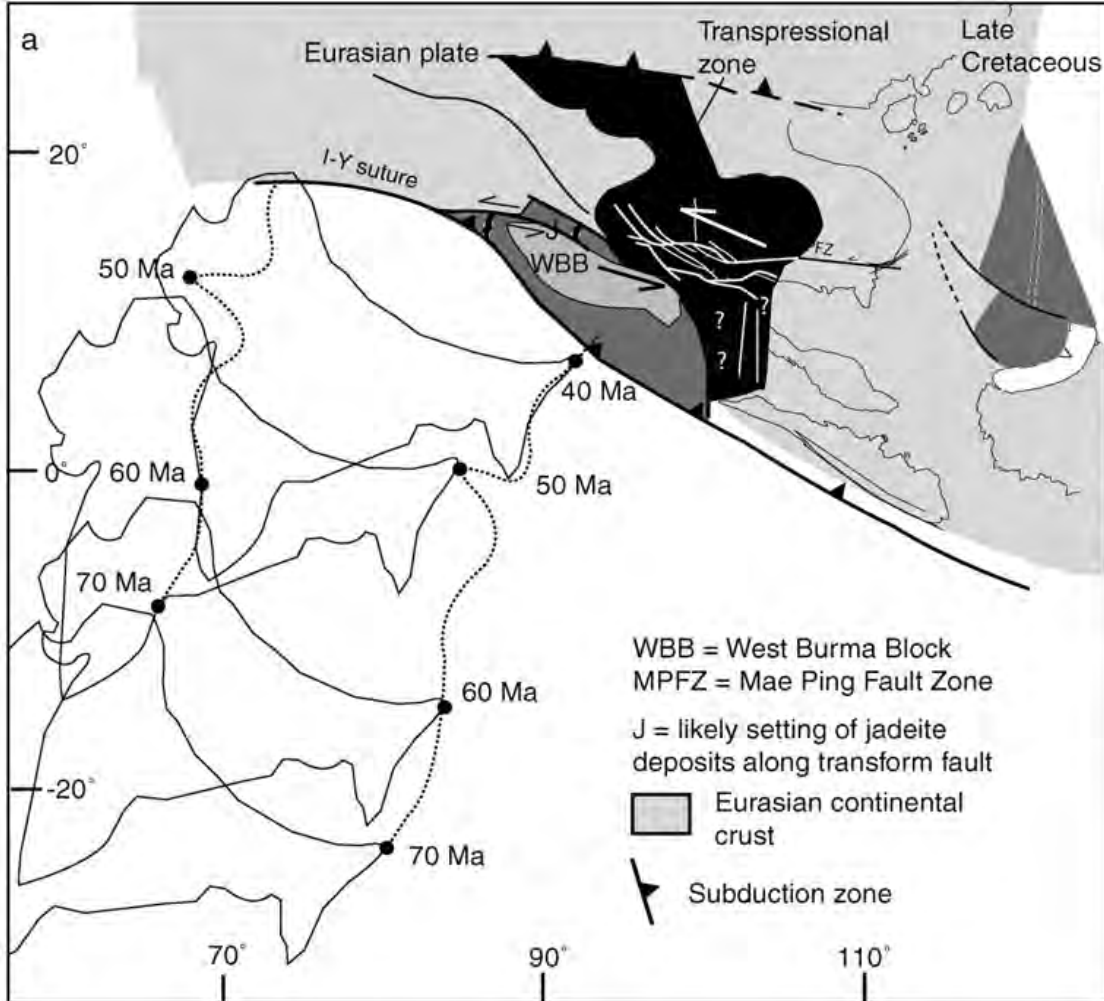 a
Eurasian plate
Transpressional
zone
Late
Cretaceous
20°
I-Y suture
J
WBB
FZ
50 Ma
?
?
?
40 Ma
60 Ma
0°
50 Ma
70 Ma
WBB = West Burma Block
MPFZ = Mae Ping Fault Zone
J = likely setting of jadeite
deposits along transform fault
60 Ma
-20°
Eurasian continental
crust
70 Ma
Subduction zone
70°
90°
110°